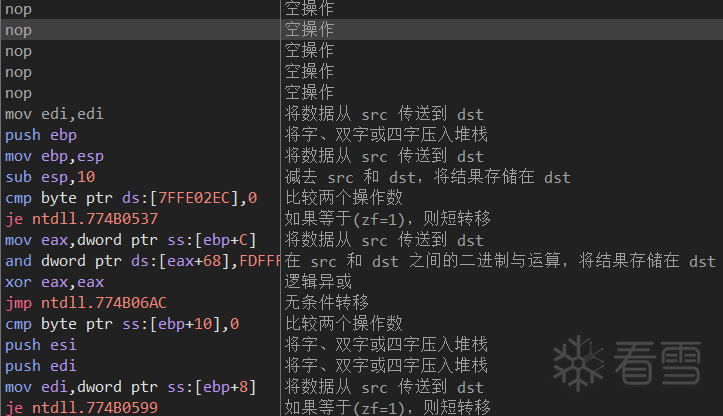 nop 空操作
nop 空操作
nop 空操作
nop 空操作
nop 空操作
mov edi,edi 将数据从 src 传送到 dst
push ebp 将字、双字或四字压入堆栈
mov ebp,esp 将数据从 src 传送到 dst
sub esp,10 减去 src 和 dst，将结果存储在 dst
cmp byte ptr ds:[7FFE02EC],0 比较两个操作数
je ntdll.774B0537 如果等于(zf=1)，则短转移
mov eax,dword ptr ss:[ebp+C] 将数据从 src 传送到 dst
and dword ptr ds:[eax+68],FDFFF 在 src 和 dst 之间的二进制与运算，将结果存储在 dst
xor eax,eax 逻辑异或
jmp ntdll.774B06AC 无条件转移
cmp byte ptr ss:[ebp+10],0 比较两个操作数
push esi 将字、双字或四字压入堆栈
push edi 将字、双字或四字压入堆栈
mov edi,dword ptr ss:[ebp+8] 将数据从 src 传送到 dst
je ntdll.774B0599 如果等于(zf=1)，则短转移
看雪